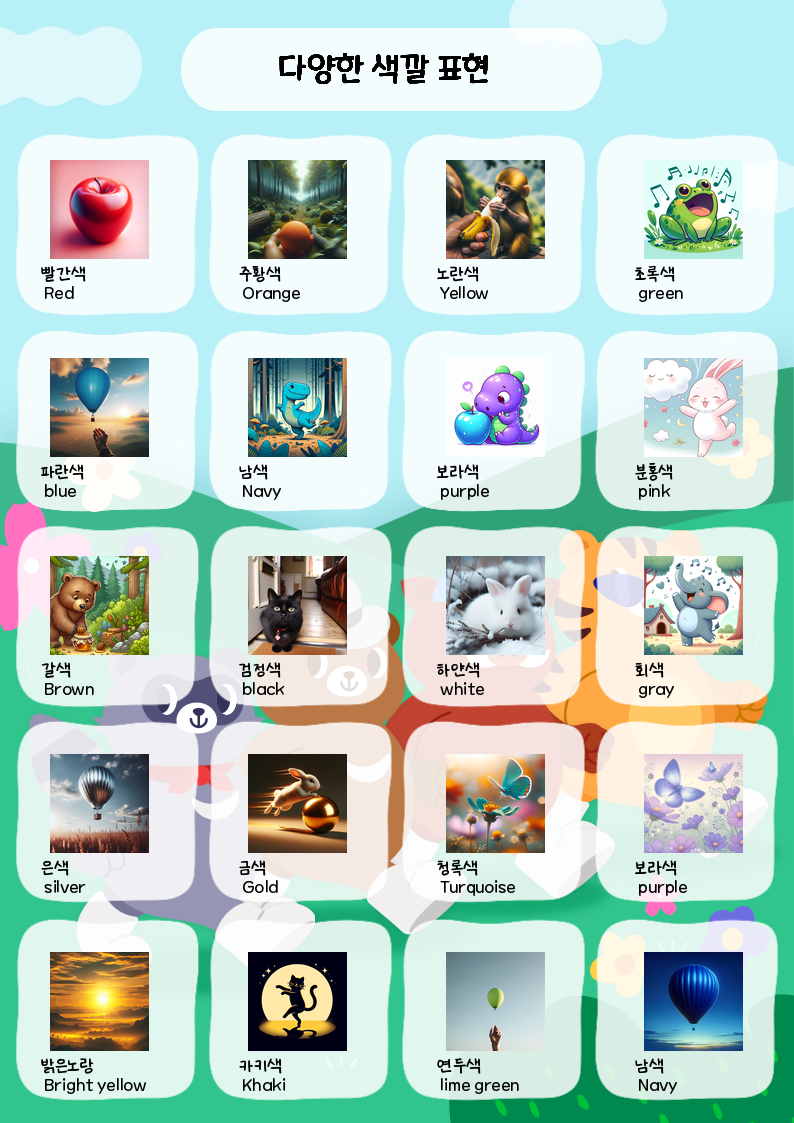 다양한 색깔 표현
빨간색
Red
주황색
Orange
노란색
Yellow
초록색
green
파란색
blue
남색
Navy
보라색
purple
분홍색
pink
갈색
Brown
검정색
black
하얀색
white
회색
gray
은색
silver
금색
Gold
청록색
Turquoise
보라색
purple
밝은노랑
Bright yellow
카키색
Khaki
연두색
lime green
남색
Navy